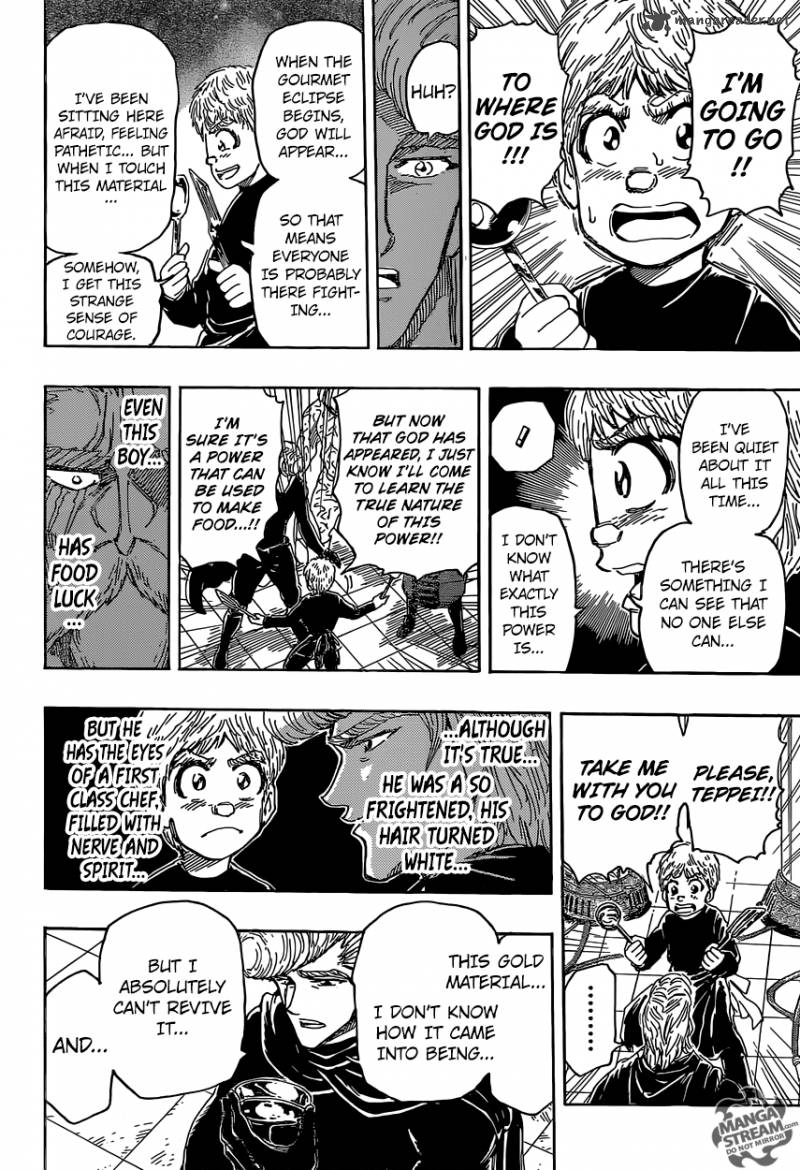 I'M
GOING
TO GO
!!
TO
WHERE
GOD IS
!!!
HUH?
WHEN THE
GOURMET
ECLIPSE
BEGINS,
GOD WILL
APPEAR...
SO THAT
MEANS
EVERYONE
IS PROBABLY
THERE FIGHT-
ING...
I'VE BEEN
SITTING HERE
AFRAID, FEELING
PATHETIC... BUT
WHEN I TOUCH
THIS MATERIAL
...
SOMEHOW,
I GET THIS
STRANGE
SENSE OF
COURAGE.
I'VE
BEEN QUIET
ABOUT IT
ALL THIS
TIME...
THERE'S
SOMETHING I
CAN SEE THAT
NO ONE ELSE
CAN...
!
I DON'T
KNOW
WHAT
EXACTLY
THIS
POWER
IS...
BUT NOW
THAT GOD HAS
APPEARED, I JUST
KNOW I'LL COME
TO LEARN THE
TRUE NATURE
OF THIS
POWER!!
I'M
SURE IT'S
A POWER
THAT CAN
BE USED
TO MAKE
FOOD...!!
EVEN
THIS
BOY...
HAS
FOOD
LUCK
...
PLEASE,
TEPPEI!!
TAKE ME
WITH YOU
TO GOD!!
.........
...ALTHOUGH
IT'S TRUE...
HE WAS A SO
FRIGHTENED, HIS
HAIR TURNED
WHITE...
BUT HE
HAS THE EYES
OF A FIRST
CLASS CHEF,
FILLED WITH
NERVE AND
SPIRIT...
THIS GOLD
MATERIAL...
I DON'T KNOW
HOW IT CAME
INTO BEING...
BUT I
ABSOLUTELY
CAN'T REVIVE
IT...
AND...
MANGA
STREAM.COM
DO NOT MIRROR!